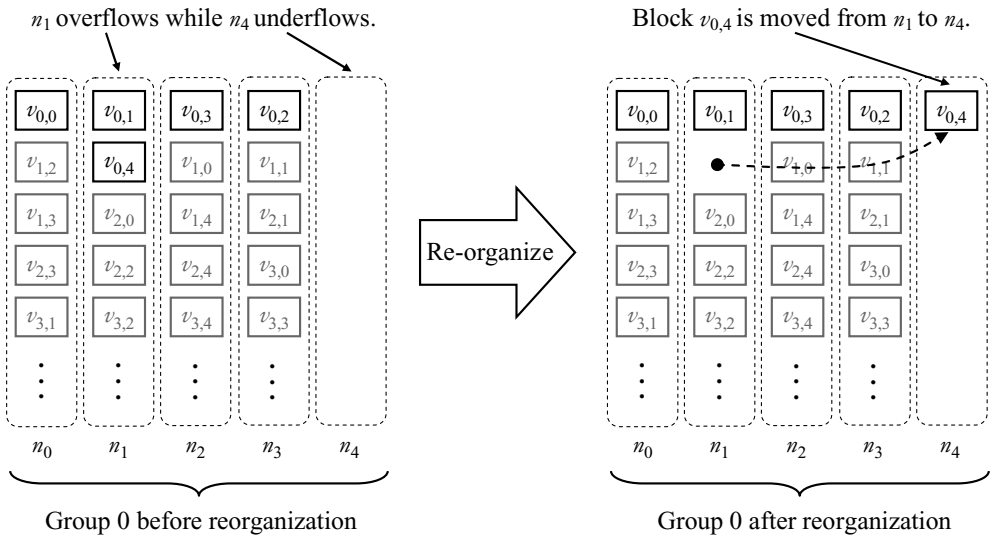 n1 overflows while n4 underflows.
Block v0,4 is moved from n1 to n4.
v0,0 v0,1 v0,3 v0,2
v1,2 v0,4 v1,0 v1,1
v1,3 v2,0 v1,4 v2,1
v2,3 v2,2 v2,4 v3,0
v3,1 v3,2 v3,4 v3,3
n0 n1 n2 n3 n4
Group 0 before reorganization
Re-organize
v0,0 v0,1 v0,3 v0,2 v0,4
v1,2 v1,0 v1,1
v1,3 v2,0 v1,4 v2,1
v2,3 v2,2 v2,4 v3,0
v3,1 v3,2 v3,4 v3,3
n0 n1 n2 n3 n4
Group 0 after reorganization